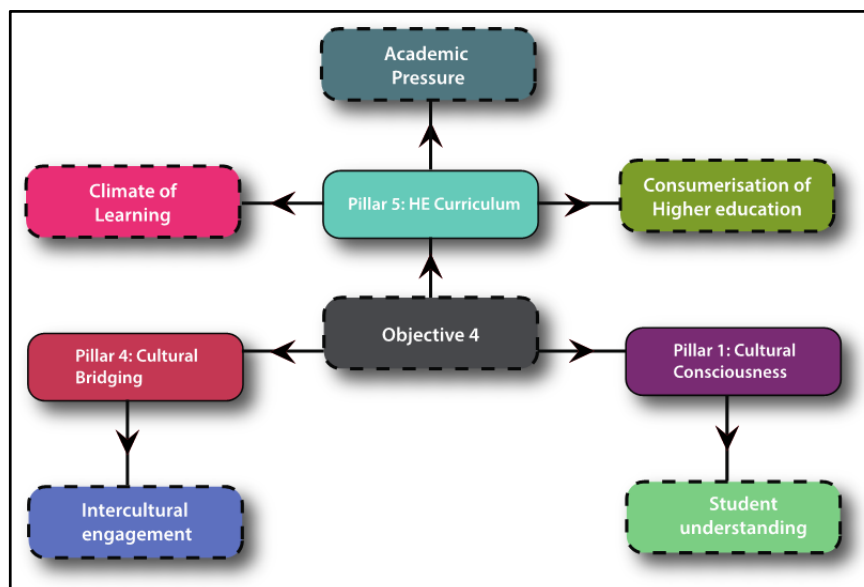 Academic
Pressure
Climate of
Learning
Pillar 5: HE Curriculum
Consumerisation of
Higher education
Objective 4
Pillar 4: Cultural
Bridging
Pillar 1: Cultural
Consciousness
Intercultural
engagement
Student
understanding